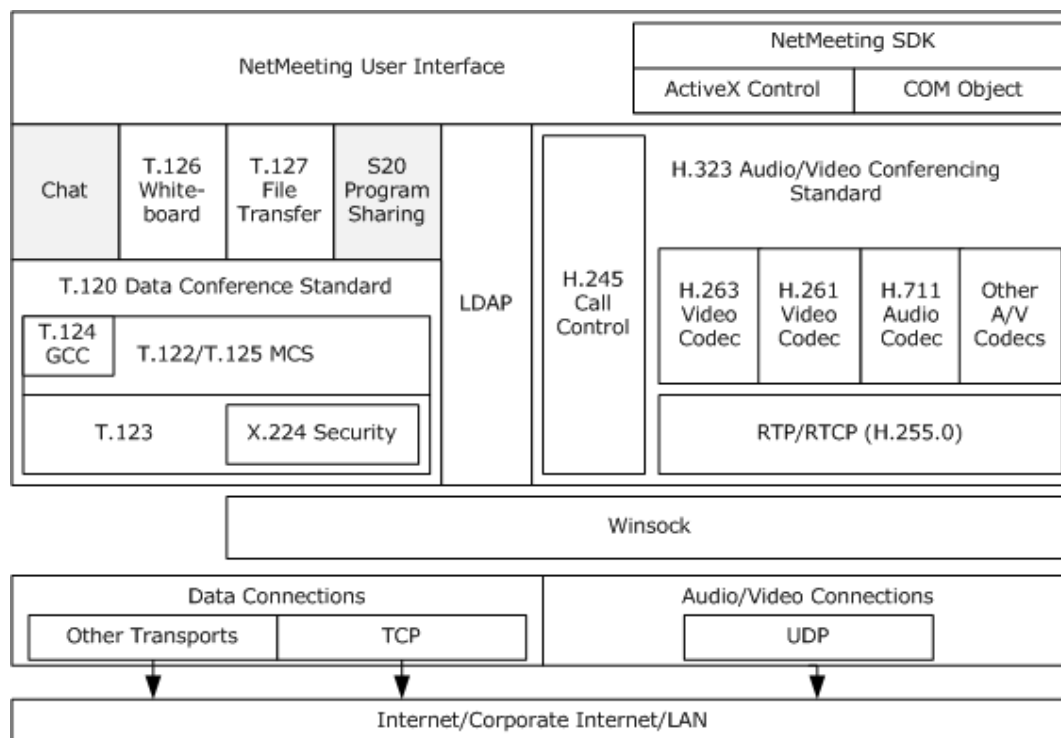 NetMeeting User Interface
NetMeeting SDK
ActiveX Control
COM Object
Chat
T.126
White-
board
T.127
File
Transfer
S20
Program
Sharing
LDAP
H.323 Audio/Video Conferencing
Standard
T.120 Data Conference Standard
T.124
GCC
T.122/T.125 MCS
T.123
X.224 Security
H.245
Call
Control
H.263
Video
Codec
H.261
Video
Codec
H.711
Audio
Codec
Other
A/V
Codecs
RTP/RTCP (H.255.0)
Winsock
Data Connections
Other Transports
TCP
Audio/Video Connections
UDP
Internet/Corporate Internet/LAN